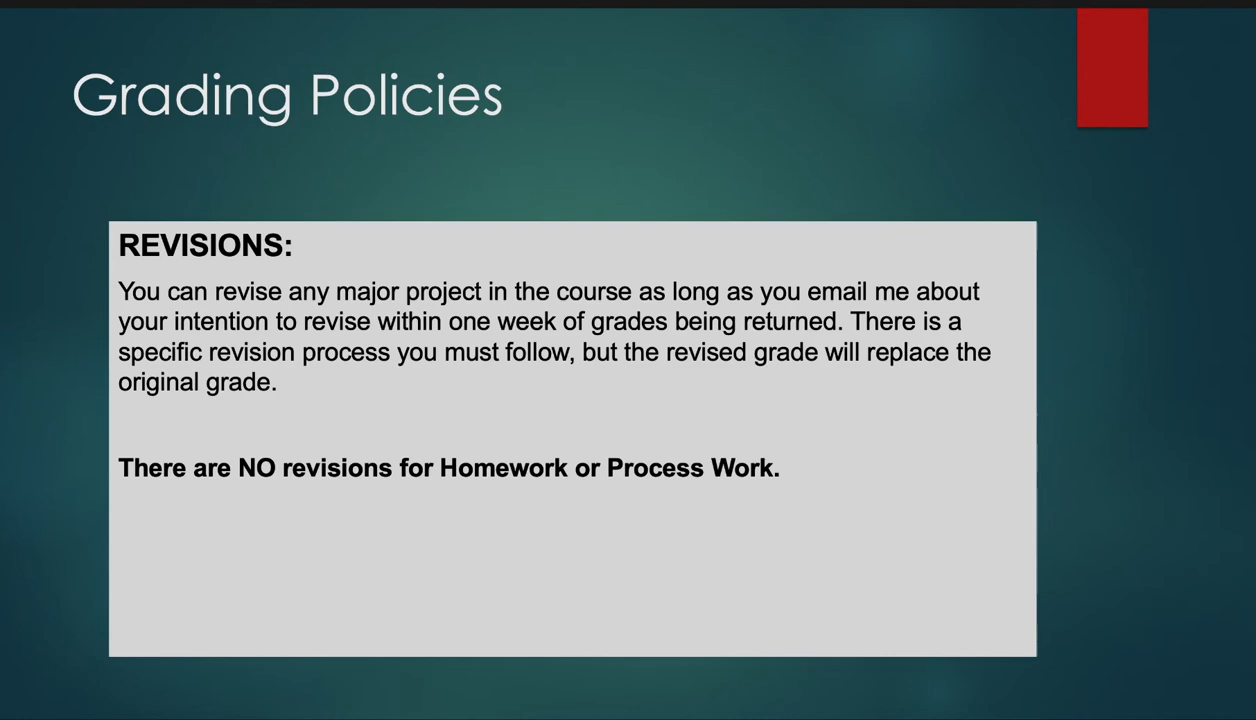 Grading Policies
REVISIONS:
You can revise any major project in the course as long as you email me about
your intention to revise within one week of grades being returned. There is a
specific revision process you must follow, but the revised grade will replace the
original grade.
There are NO revisions for Homework or Process Work.